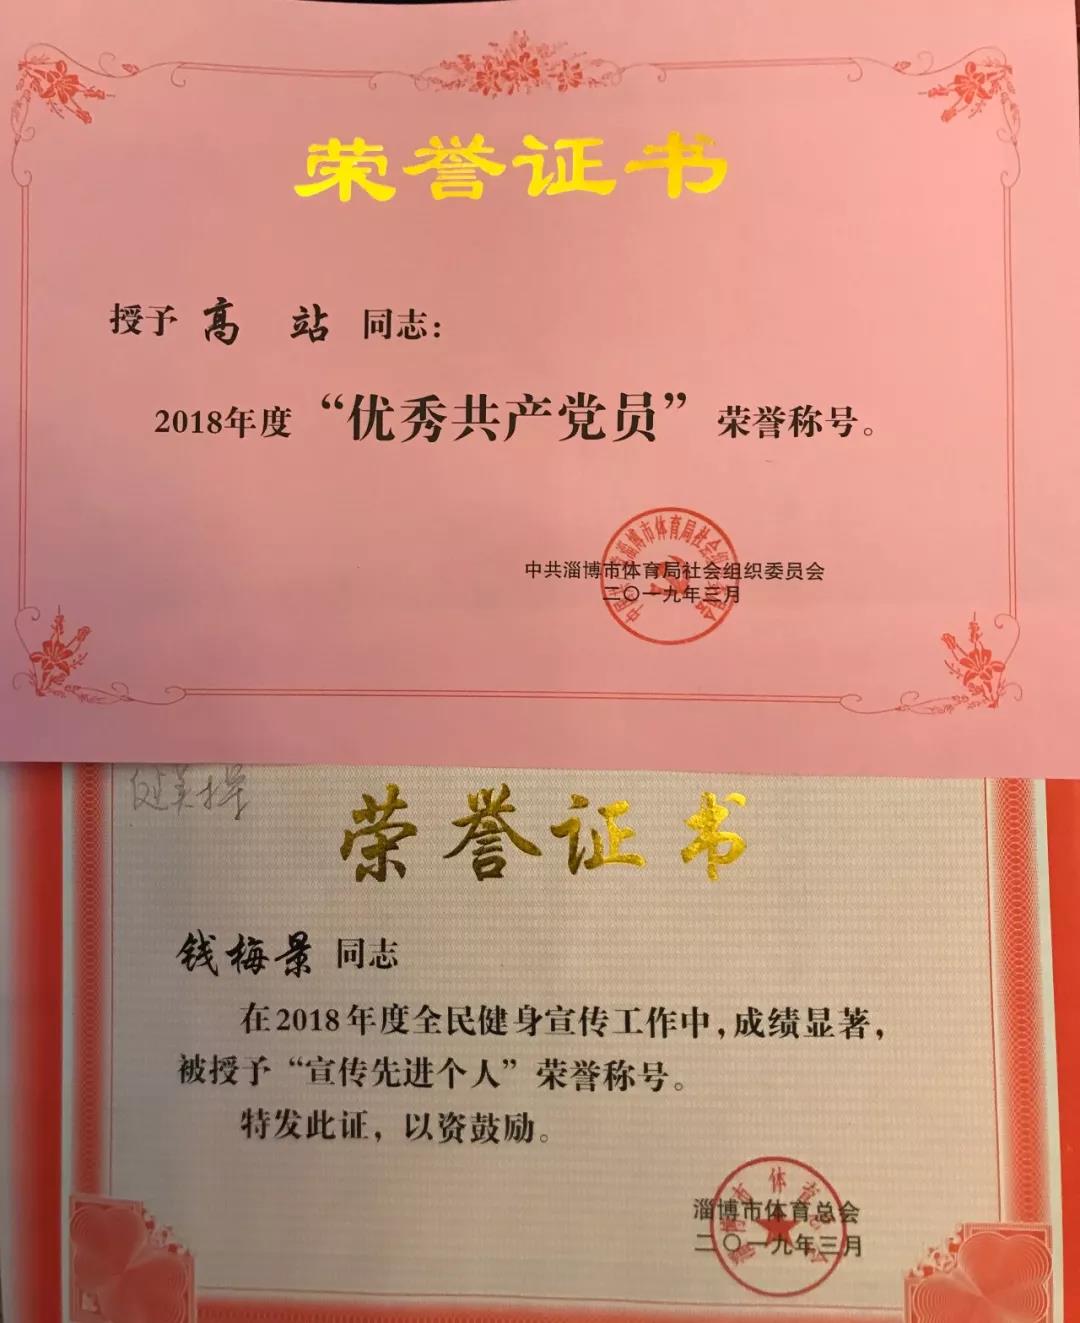 荣誉证书
授予 高 站 同志：
2018年度“优秀共产党员”荣誉称号。
中共淄博市体育局社会组织委员会
二〇一九年三月
健美操
荣誉证书
钱梅景 同志
在2018年度全民健身宣传工作中，成绩显著，
被授予“宣传先进个人”荣誉称号。
特发此证，以资鼓励。
淄博市体育总会
二〇一九年三月